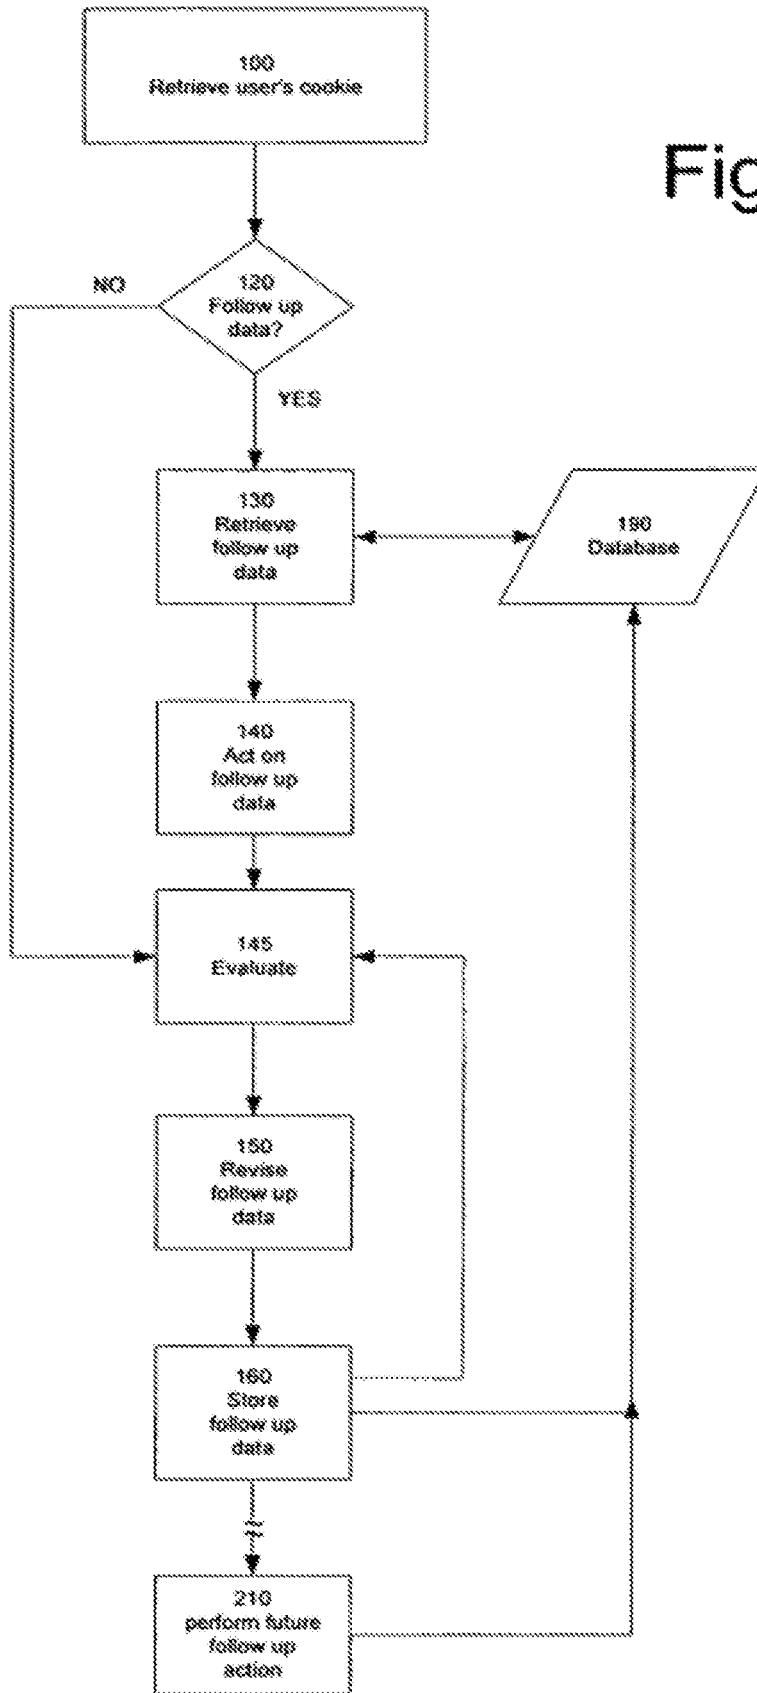 100
Retrieve user's cookie
Fig
NO
120
Follow up
data?
YES
130
Retrieve
follow up
data
190
Database
140
Act on
follow up
data
145
Evaluate
150
Revise
follow up
data
160
Store
follow up
data
210
perform future
follow up
action